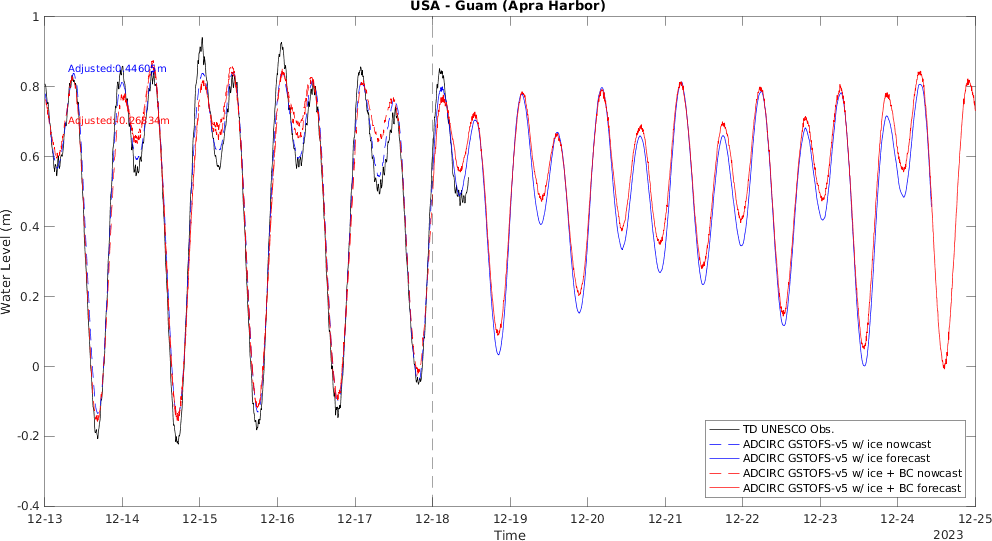 USA - Guam (Apra Harbor)
1
0.8
0.6
0.4
0.2
0
-0.2
-0.4
Water Level (m)
Adjusted:0.44605m
Adjusted:-0.26834m
TD UNESCO Obs.
ADCIRC GSTOFS-v5 w/ ice nowcast
ADCIRC GSTOFS-v5 w/ ice forecast
ADCIRC GSTOFS-v5 w/ ice + BC nowcast
ADCIRC GSTOFS-v5 w/ ice + BC forecast
12-13 12-14 12-15 12-16 12-17 12-18 12-19 12-20 12-21 12-22 12-23 12-24 12-25
Time
2023